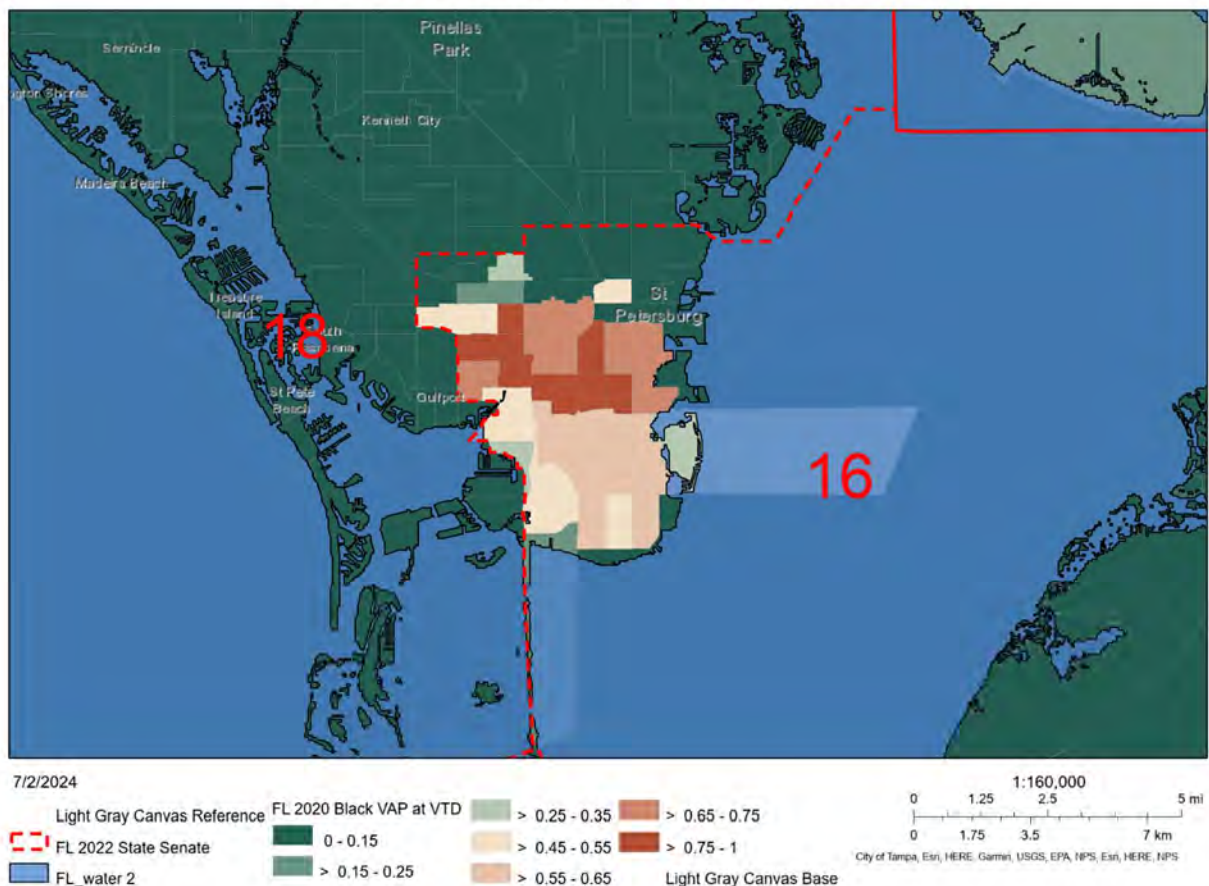 Pinellas
Park
Seminole
Kenneth City
Madeira Beach
Treasure
Island
18
St Pete
Beach
Gulfport
St
Petersburg
16
7/2/2024
1:160,000
Light Gray Canvas Reference
FL 2022 State Senate
FL_water 2
FL 2020 Black VAP at VTD
0 - 0.15
> 0.15 - 0.25
> 0.25 - 0.35
> 0.45 - 0.55
> 0.55 - 0.65
> 0.65 - 0.75
> 0.75 - 1
Light Gray Canvas Base
0 1.25 2.5 5 mi
0 1.75 3.5 7 km
City of Tampa, Esri, HERE, Garmin, USGS, EPA, NPS, Esri, HERE, NPS